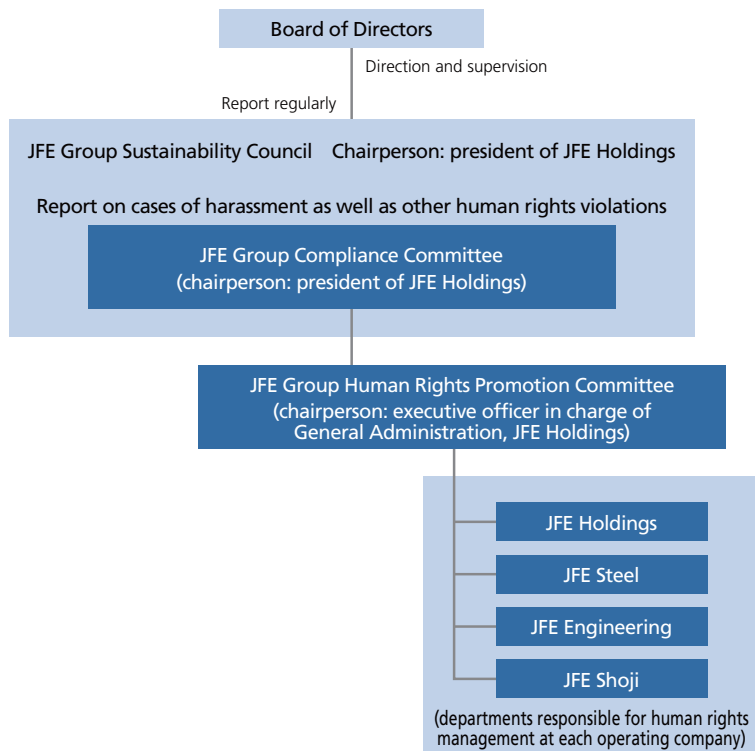 Board of Directors
Direction and supervision
Report regularly
JFE Group Sustainability Council Chairperson: president of JFE Holdings
Report on cases of harassment as well as other human rights violations
JFE Group Compliance Committee
(chairperson: president of JFE Holdings)
JFE Group Human Rights Promotion Committee
(chairperson: executive officer in charge of
General Administration, JFE Holdings)
JFE Holdings
JFE Steel
JFE Engineering
JFE Shoji
(departments responsible for human rights
management at each operating company)